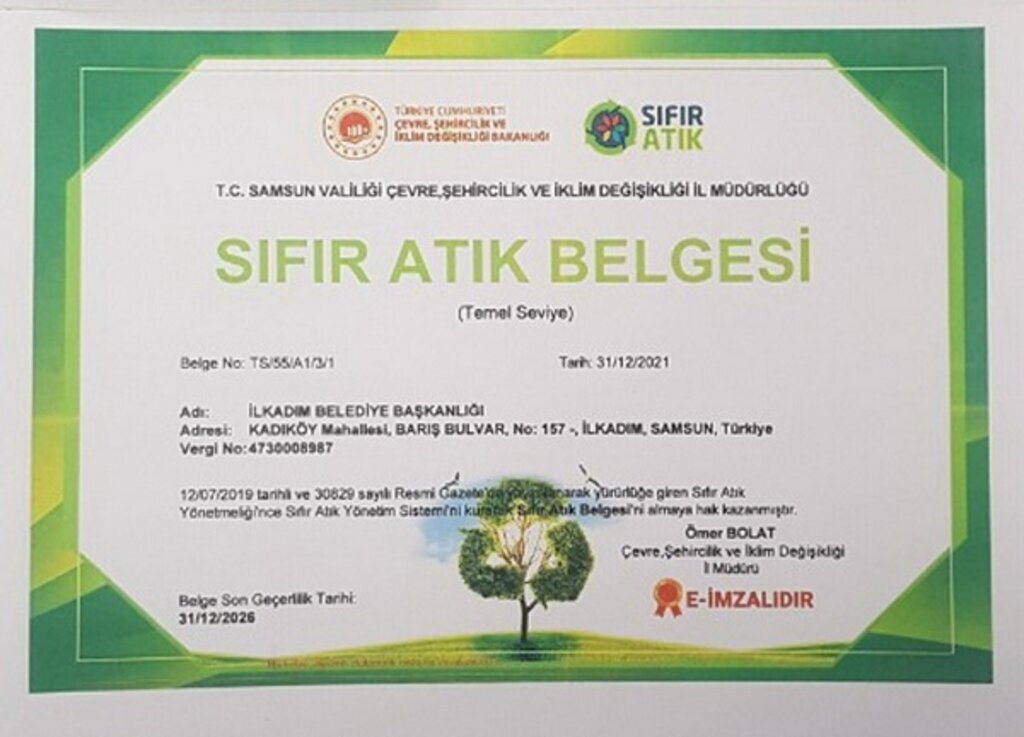 TÜRKİYE CUMHURİYETİ
ÇEVRE, ŞEHİRCİLİK VE
İKLİM DEĞİŞİKLİĞİ BAKANLIĞI
SIFIR
ATIK
T.C. SAMSUN VALİLİĞİ ÇEVRE,ŞEHİRCİLİK VE İKLİM DEĞİŞİKLİĞİ İL MÜDÜRLÜĞÜ
SIFIR ATIK BELGESİ
(Temel Seviye)
Belge No: TS/55/A1/3/1 Tarih: 31/12/2021
Adı: İLKADIM BELEDİYE BAŞKANLIĞI
Adresi: KADIKÖY Mahallesi, BARIŞ BULVAR, No: 157 -, İLKADIM, SAMSUN, Türkiye
Vergi No:4730008987
12/07/2019 tarihli ve 30829 sayılı Resmi Gazete'de yayımlanarak yürürlüğe giren Sıfır Atık
Yönetmeliği'nce Sıfır Atık Yönetim Sistemi'ni kurarak Sıfır Atık Belgesi'ni almaya hak kazanmıştır.
Ömer BOLAT
Çevre,Şehircilik ve İklim Değişikliği
İl Müdürü
E-İMZALIDIR
Belge Son Geçerlilik Tarihi:
31/12/2026